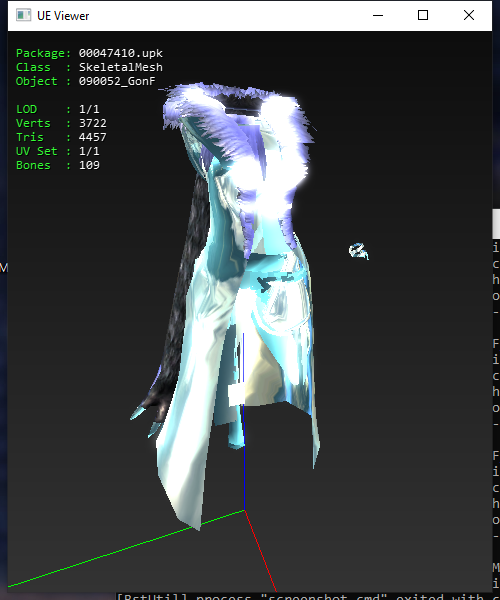 UE Viewer
Package: 00047410.upk
Class : SkeletalMesh
Object : 090052_GonF
LOD : 1/1
Verts : 3722
Tris : 4457
UV Set : 1/1
Bones : 109
M
i
c
h
o
-
F
i
c
h
o
-
F
i
c
h
o
-
M
i
[PstUtil] process "screenshot.cmd" exited with c